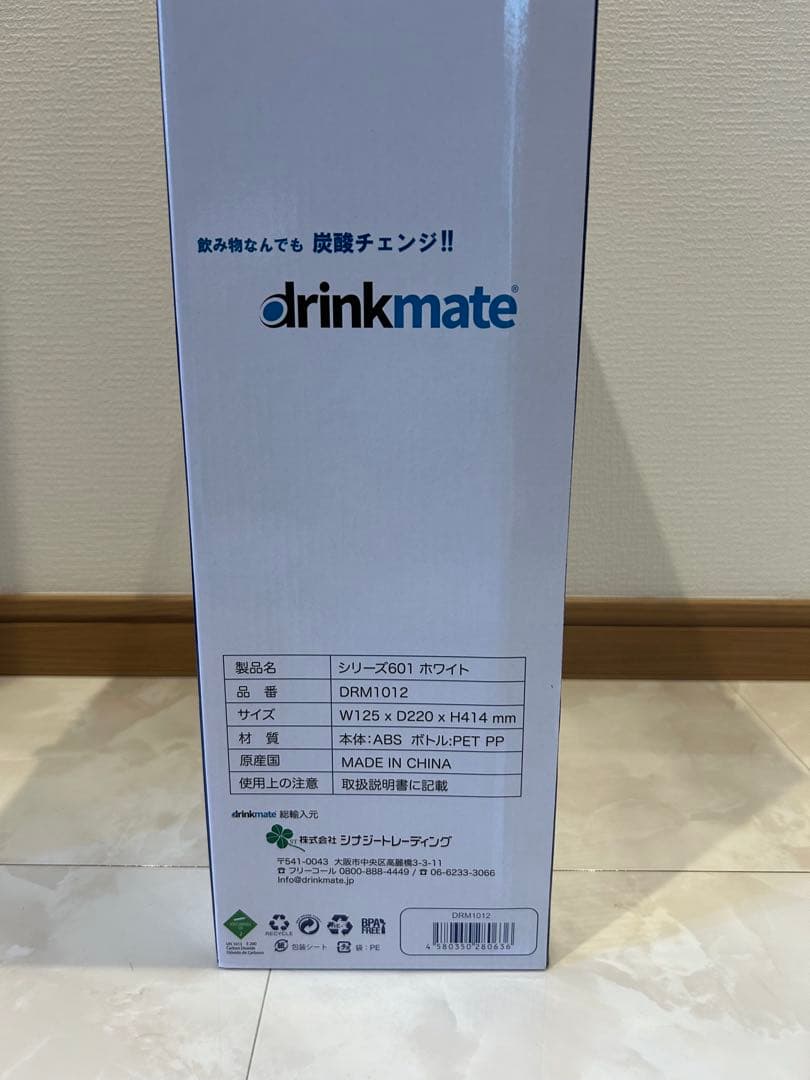 飲み物なんでも 炭酸チェンジ!!
drinkmate®
製品名 シリーズ601 ホワイト
品 番 DRM1012
サイズ W125 x D220 x H414 mm
材 質 本体:ABS ボトル:PET PP
原産国 MADE IN CHINA
使用上の注意 取扱説明書に記載
drinkmate 総輸入元
株式会社 シナジートレーディング
〒541-0043 大阪市中央区高麗橋3-3-11
☎ フリーコール 0800-888-4449 / ☎ 06-6233-3066
Info@drinkmate.jp
RECYCLE
BPA FREE
DRM1012
Carbon Dioxide
包装シート
袋:PE
4 580350 280636